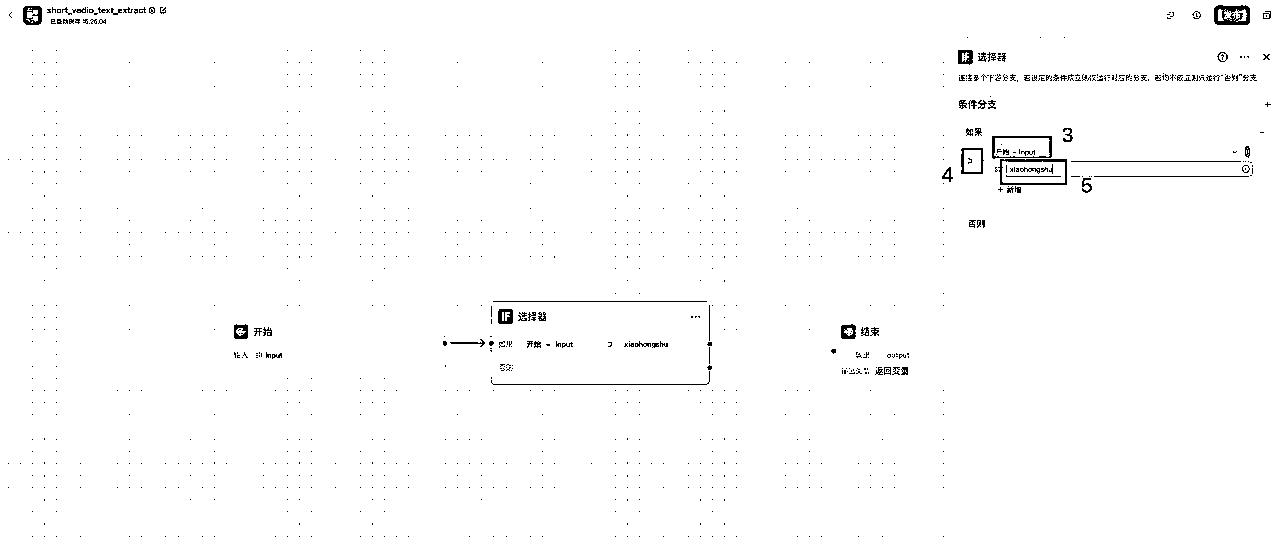 short_vedio_text_extract
已自动保存 15:26:04
发布
选择器
连接多个下游分支，若设定的条件成立则仅运行对应的分支，若均不成立则只运行“否则”分支
条件分支
如果
3
开始 - Input
4
xiaohongshu
5
+ 新增
否则
开始
输入 Input
选择器
如果 开始 - Input ⊃ xiaohongshu
否则
结束
输出 output
返回变量